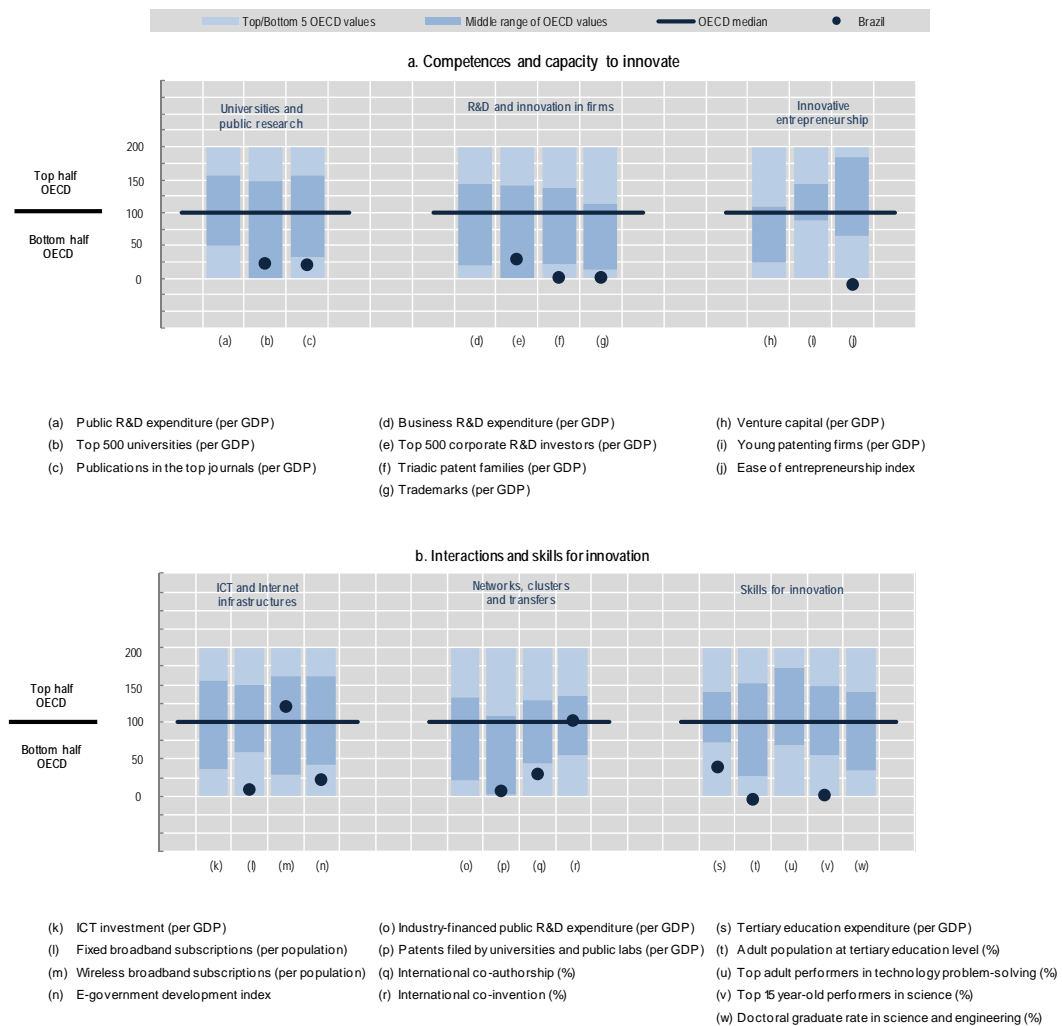 Top/Bottom 5 OECD values Middle range of OECD values OECD median Brazil
a. Competences and capacity to innovate
Universities and
public research
R&D and innovation in firms
Innovative
entrepreneurship
200
150
100
50
0
Top half
OECD
Bottom half
OECD
(a) (b) (c) (d) (e) (f) (g) (h) (i) (j)
(a) Public R&D expenditure (per GDP)
(b) Top 500 universities (per GDP)
(c) Publications in the top journals (per GDP)
(d) Business R&D expenditure (per GDP)
(e) Top 500 corporate R&D investors (per GDP)
(f) Triadic patent families (per GDP)
(g) Trademarks (per GDP)
(h) Venture capital (per GDP)
(i) Young patenting firms (per GDP)
(j) Ease of entrepreneurship index
b. Interactions and skills for innovation
ICT and Internet
infrastructures
Networks, clusters
and transfers
Skills for innovation
200
150
100
50
0
Top half
OECD
Bottom half
OECD
(k) (l) (m) (n) (o) (p) (q) (r) (s) (t) (u) (v) (w)
(k) ICT investment (per GDP)
(l) Fixed broadband subscriptions (per population)
(m) Wireless broadband subscriptions (per population)
(n) E-government development index
(o) Industry-financed public R&D expenditure (per GDP)
(p) Patents filed by universities and public labs (per GDP)
(q) International co-authorship (%)
(r) International co-invention (%)
(s) Tertiary education expenditure (per GDP)
(t) Adult population at tertiary education level (%)
(u) Top adult performers in technology problem-solving (%)
(v) Top 15 year-old performers in science (%)
(w) Doctoral graduate rate in science and engineering (%)